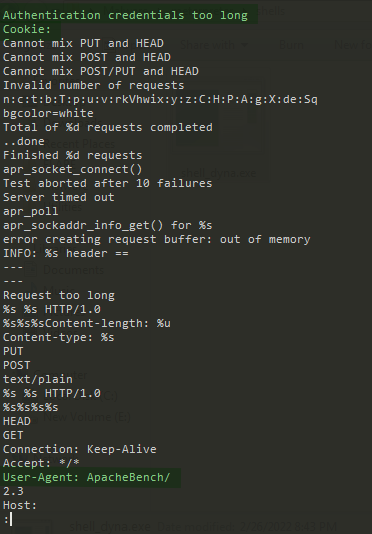 Authentication credentials too long
Cookie:
Cannot mix PUT and HEAD
Cannot mix POST and HEAD
Cannot mix POST/PUT and HEAD
Invalid number of requests
n:c:t:b:T:p:u:v:rkVhwix:y:z:C:H:P:A:g:X:de:Sq
bgcolor=white
Total of %d requests completed
..done
Finished %d requests
apr_socket_connect()
Test aborted after 10 failures
Server timed out
apr_poll
apr_sockaddr_info_get() for %s
error creating request buffer: out of memory
INFO: %s header ==
---
---
Request too long
%s %s HTTP/1.0
%s%s%sContent-length: %u
Content-type: %s
PUT
POST
text/plain
%s %s HTTP/1.0
%s%s%s%s
HEAD
GET
Connection: Keep-Alive
Accept: */*
User-Agent: ApacheBench/
2.3
Host:
: